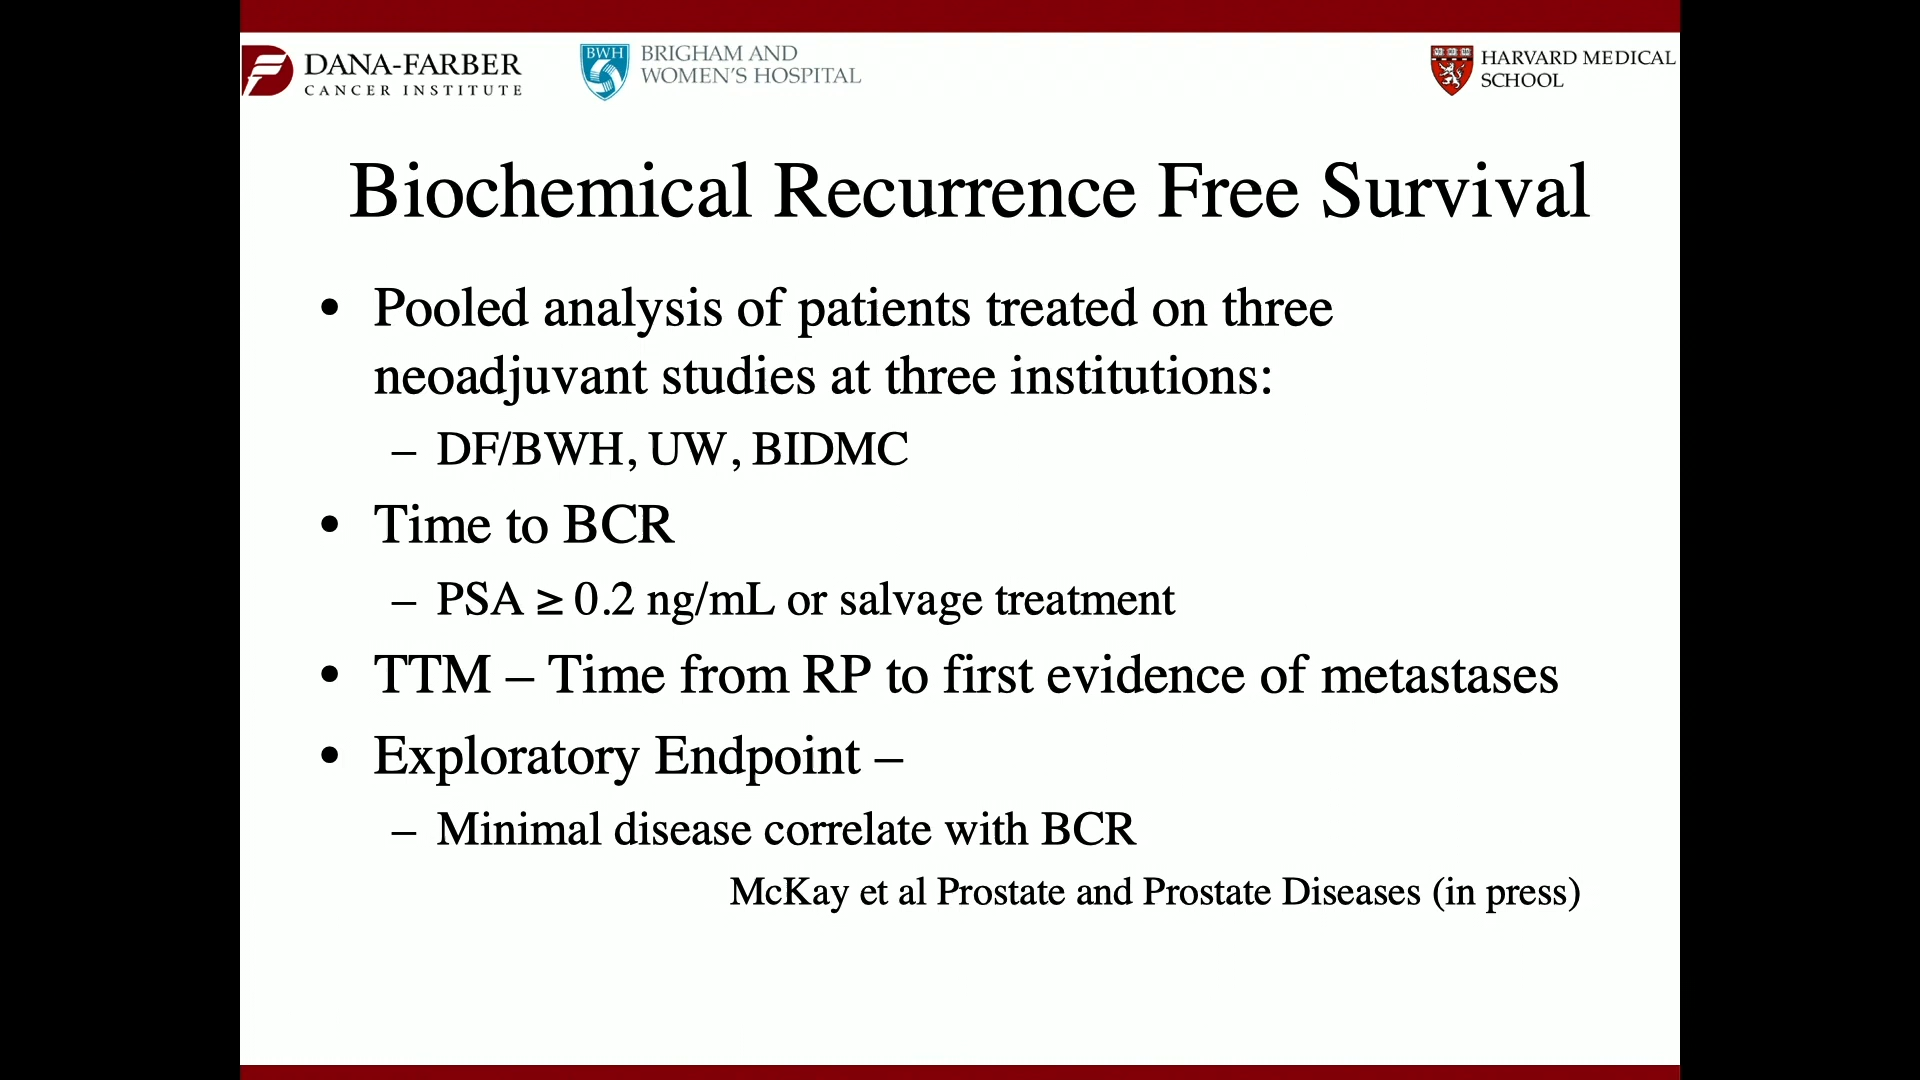 DANA-FARBER
CANCER INSTITUTE
BWH
BRIGHAM AND
WOMEN'S HOSPITAL
HARVARD MEDICAL
SCHOOL
Biochemical Recurrence Free Survival
• Pooled analysis of patients treated on three
neoadjuvant studies at three institutions:
– DF/BWH, UW, BIDMC
• Time to BCR
– PSA ≥ 0.2 ng/mL or salvage treatment
• TTM – Time from RP to first evidence of metastases
• Exploratory Endpoint –
– Minimal disease correlate with BCR
McKay et al Prostate and Prostate Diseases (in press)